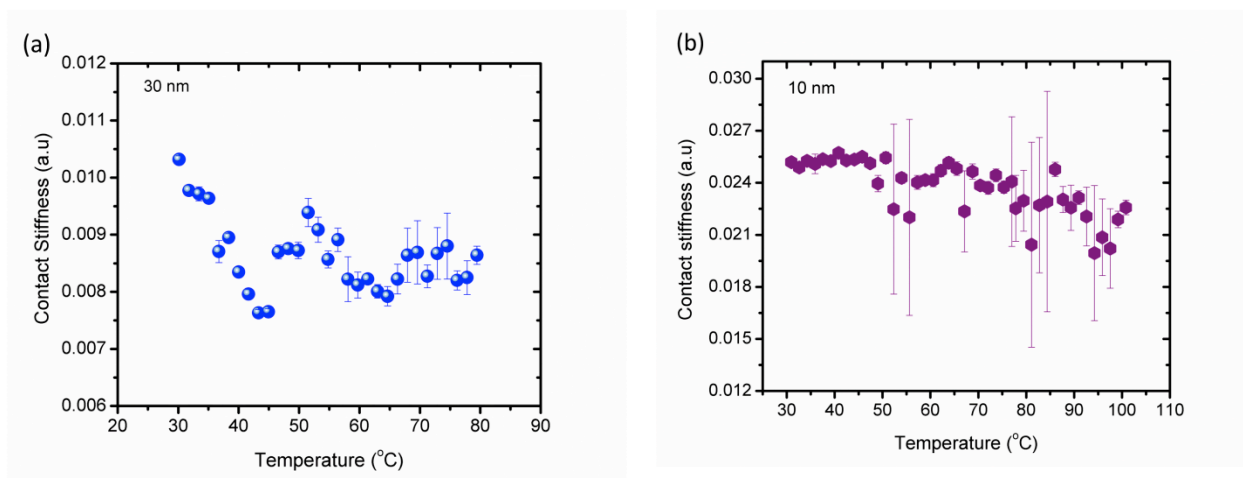 (a)
30 nm
Contact Stiffness (a.u)
0.012
0.011
0.010
0.009
0.008
0.007
0.006
20 30 40 50 60 70 80 90
Temperature (°C)
(b)
10 nm
Contact stiffness (a.u)
0.030
0.027
0.024
0.021
0.018
0.015
0.012
30 40 50 60 70 80 90 100 110
Temperature (°C)